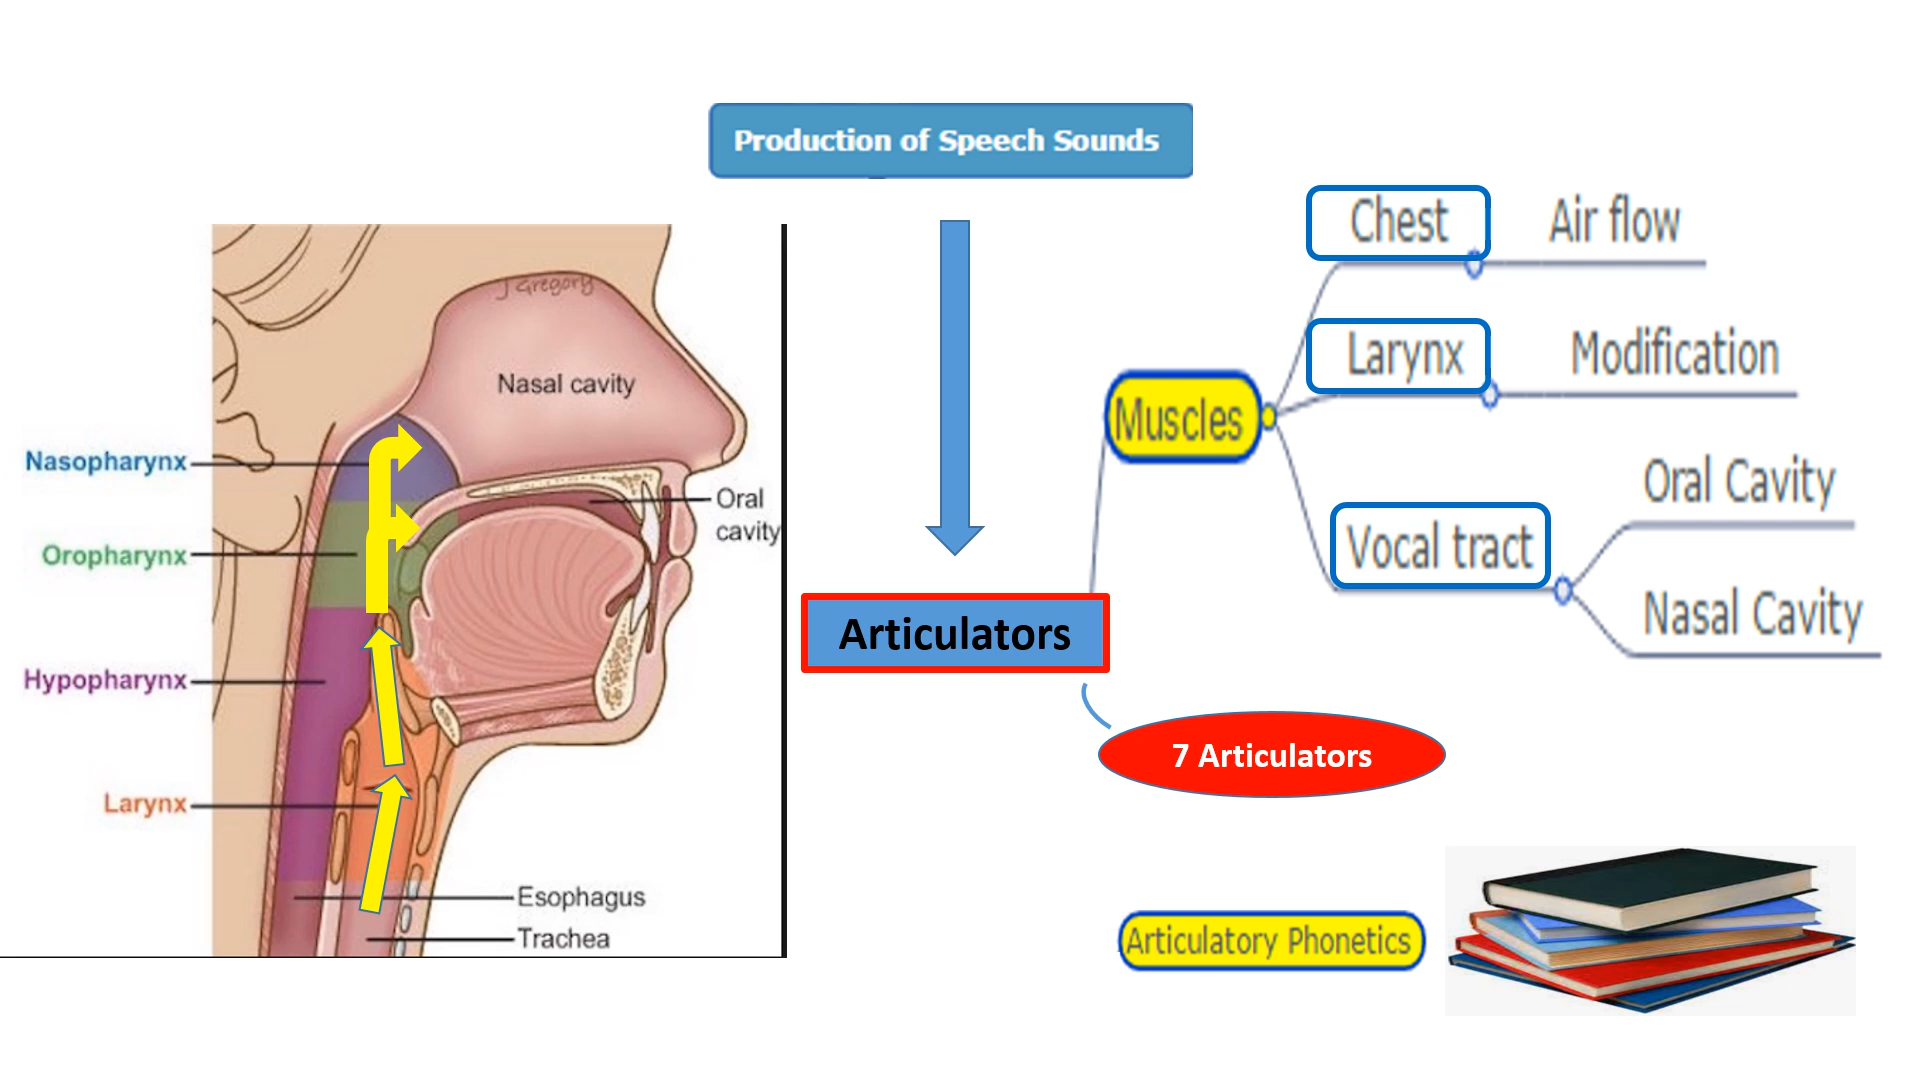 Production of Speech Sounds
J Gregory
Nasal cavity
Nasopharynx
Oral
cavity
Oropharynx
Hypopharynx
Larynx
Esophagus
Trachea
Articulators
Muscles
Chest
Air flow
Larynx
Modification
Vocal tract
Oral Cavity
Nasal Cavity
7 Articulators
Articulatory Phonetics